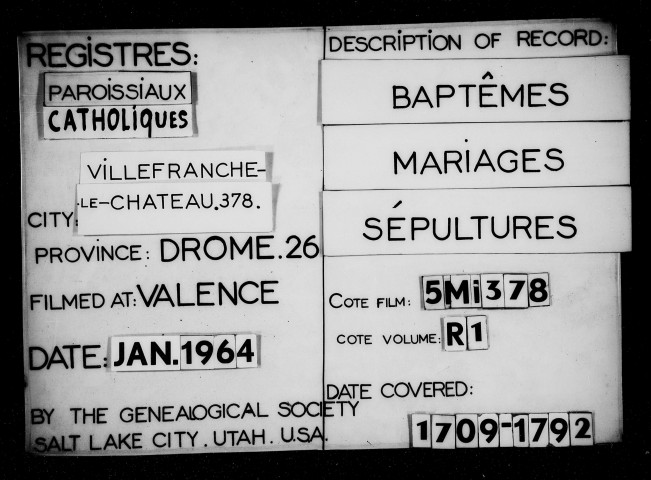 REGISTRES:
PAROISSIAUX
CATHOLIQUES
VILLEFRANCHE-
CITY: LE-CHATEAU.378.
PROVINCE: DROME.26
FILMED AT: VALENCE
DATE: JAN.1964
BY THE GENEALOGICAL SOCIETY
SALT LAKE CITY. UTAH. U.S.A.
DESCRIPTION OF RECORD:
BAPTÊMES
MARIAGES
SÉPULTURES
COTE FILM: 5Mi378
COTE VOLUME: R1
DATE COVERED:
1709-1792